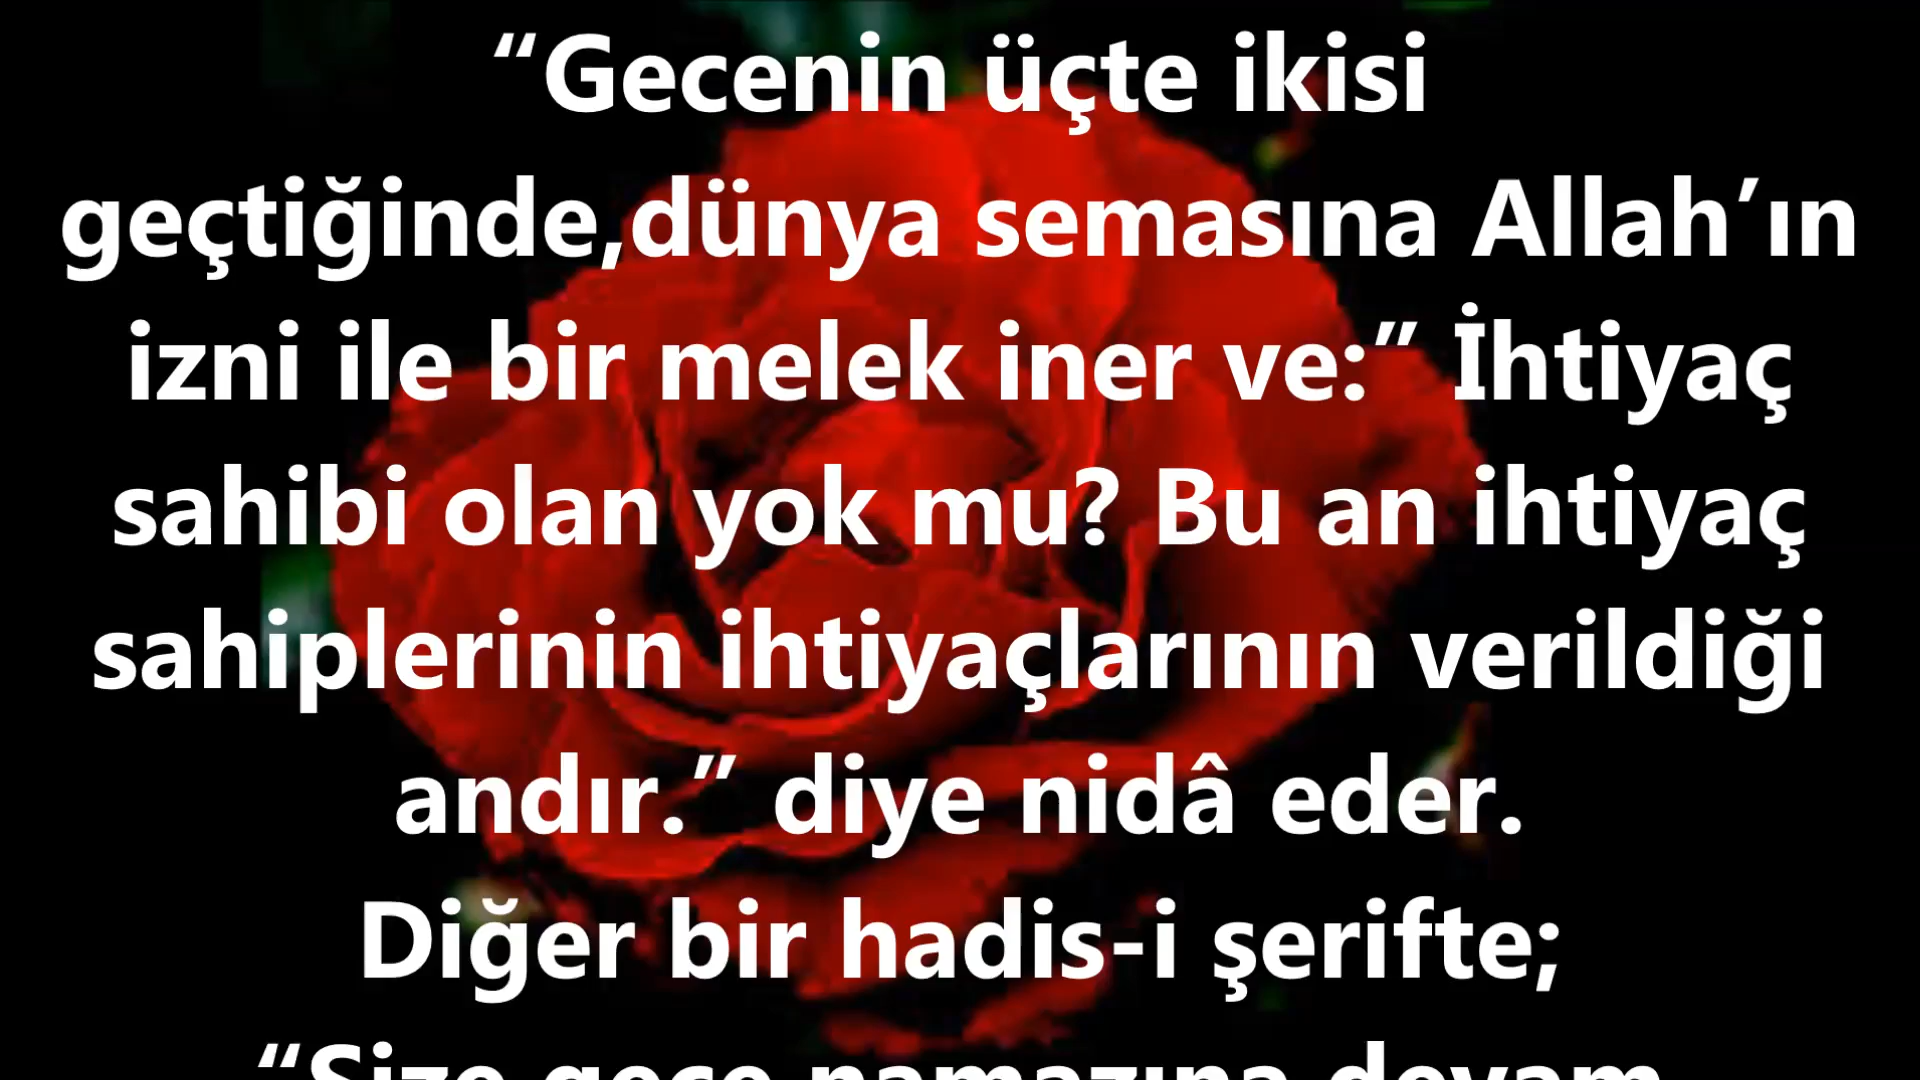 “Gecenin üçte ikisi
geçtiğinde,dünya semasına Allah’ın
izni ile bir melek iner ve:” İhtiyaç
sahibi olan yok mu? Bu an ihtiyaç
sahiplerinin ihtiyaçlarının verildiği
andır.” diye nidâ eder.
Diğer bir hadis-i şerifte;
“Size gece namazına devam